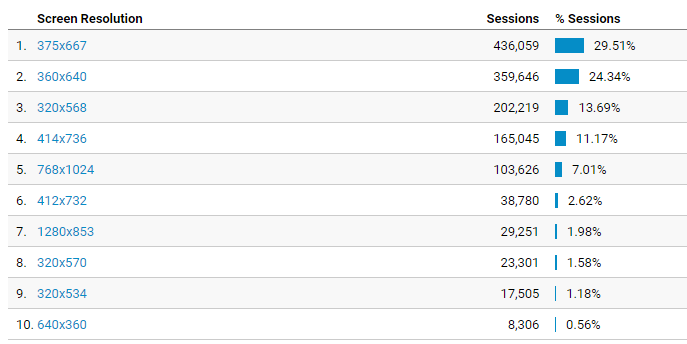 Screen Resolution Sessions % Sessions
1. 375x667 436,059 29.51%
2. 360x640 359,646 24.34%
3. 320x568 202,219 13.69%
4. 414x736 165,045 11.17%
5. 768x1024 103,626 7.01%
6. 412x732 38,780 2.62%
7. 1280x853 29,251 1.98%
8. 320x570 23,301 1.58%
9. 320x534 17,505 1.18%
10. 640x360 8,306 0.56%